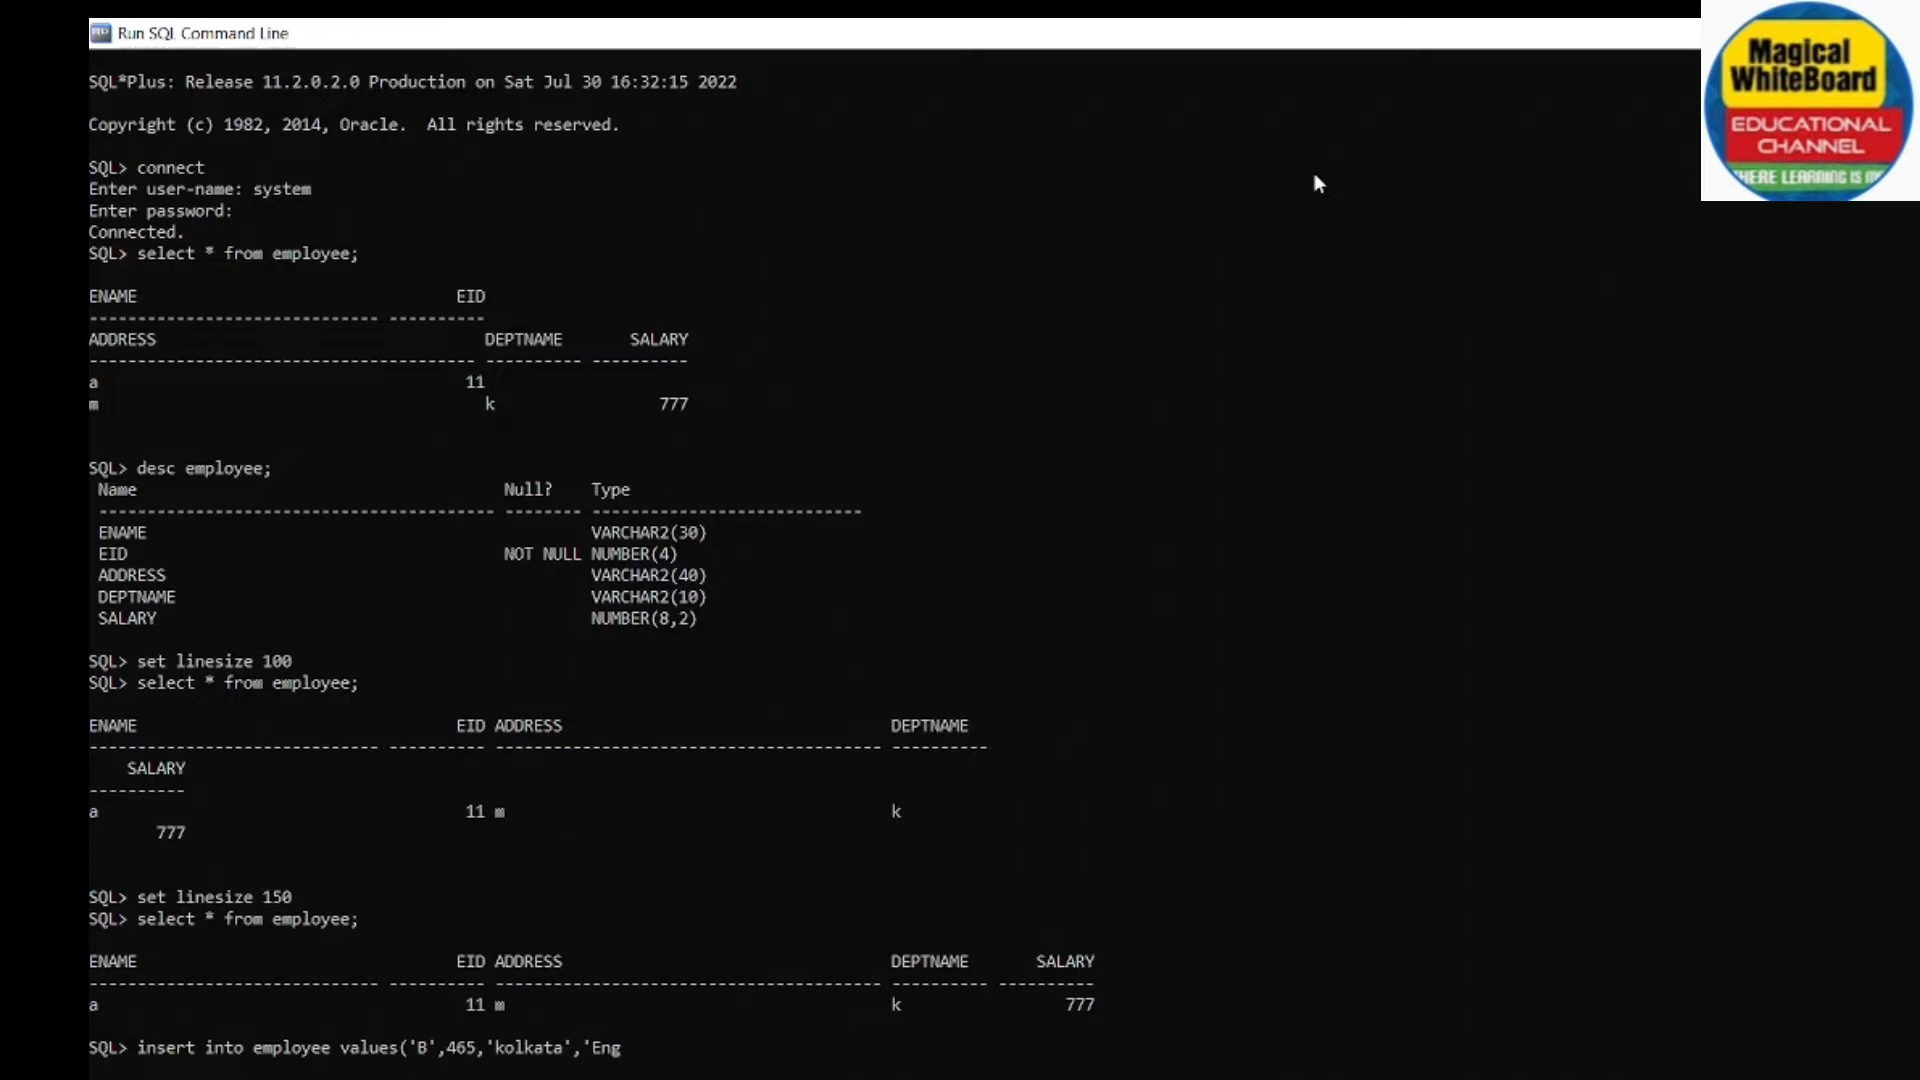 Run SQL Command Line
SQL*Plus: Release 11.2.0.2.0 Production on Sat Jul 30 16:32:15 2022
Copyright (c) 1982, 2014, Oracle.  All rights reserved.
SQL> connect
Enter user-name: system
Enter password:
Connected.
SQL> select * from employee;
ENAME                                 EID
------------------------------ ----------
ADDRESS                                  DEPTNAME       SALARY
---------------------------------------- ---------- ----------
a                                      11
m                                        k                 777
SQL> desc employee;
 Name                                      Null?    Type
 ----------------------------------------- -------- ----------------------------
 ENAME                                              VARCHAR2(30)
 EID                                       NOT NULL NUMBER(4)
 ADDRESS                                            VARCHAR2(40)
 DEPTNAME                                           VARCHAR2(10)
 SALARY                                             NUMBER(8,2)
SQL> set linesize 100
SQL> select * from employee;
ENAME                                 EID ADDRESS                                  DEPTNAME
------------------------------ ---------- ---------------------------------------- ----------
    SALARY
----------
a                                      11 m                                        k
       777
SQL> set linesize 150
SQL> select * from employee;
ENAME                                 EID ADDRESS                                  DEPTNAME       SALARY
------------------------------ ---------- ---------------------------------------- ---------- ----------
a                                      11 m                                        k                 777
SQL> insert into employee values('B',465,'kolkata','Eng
Magical
WhiteBoard
EDUCATIONAL
CHANNEL
HERE LEARNING IS